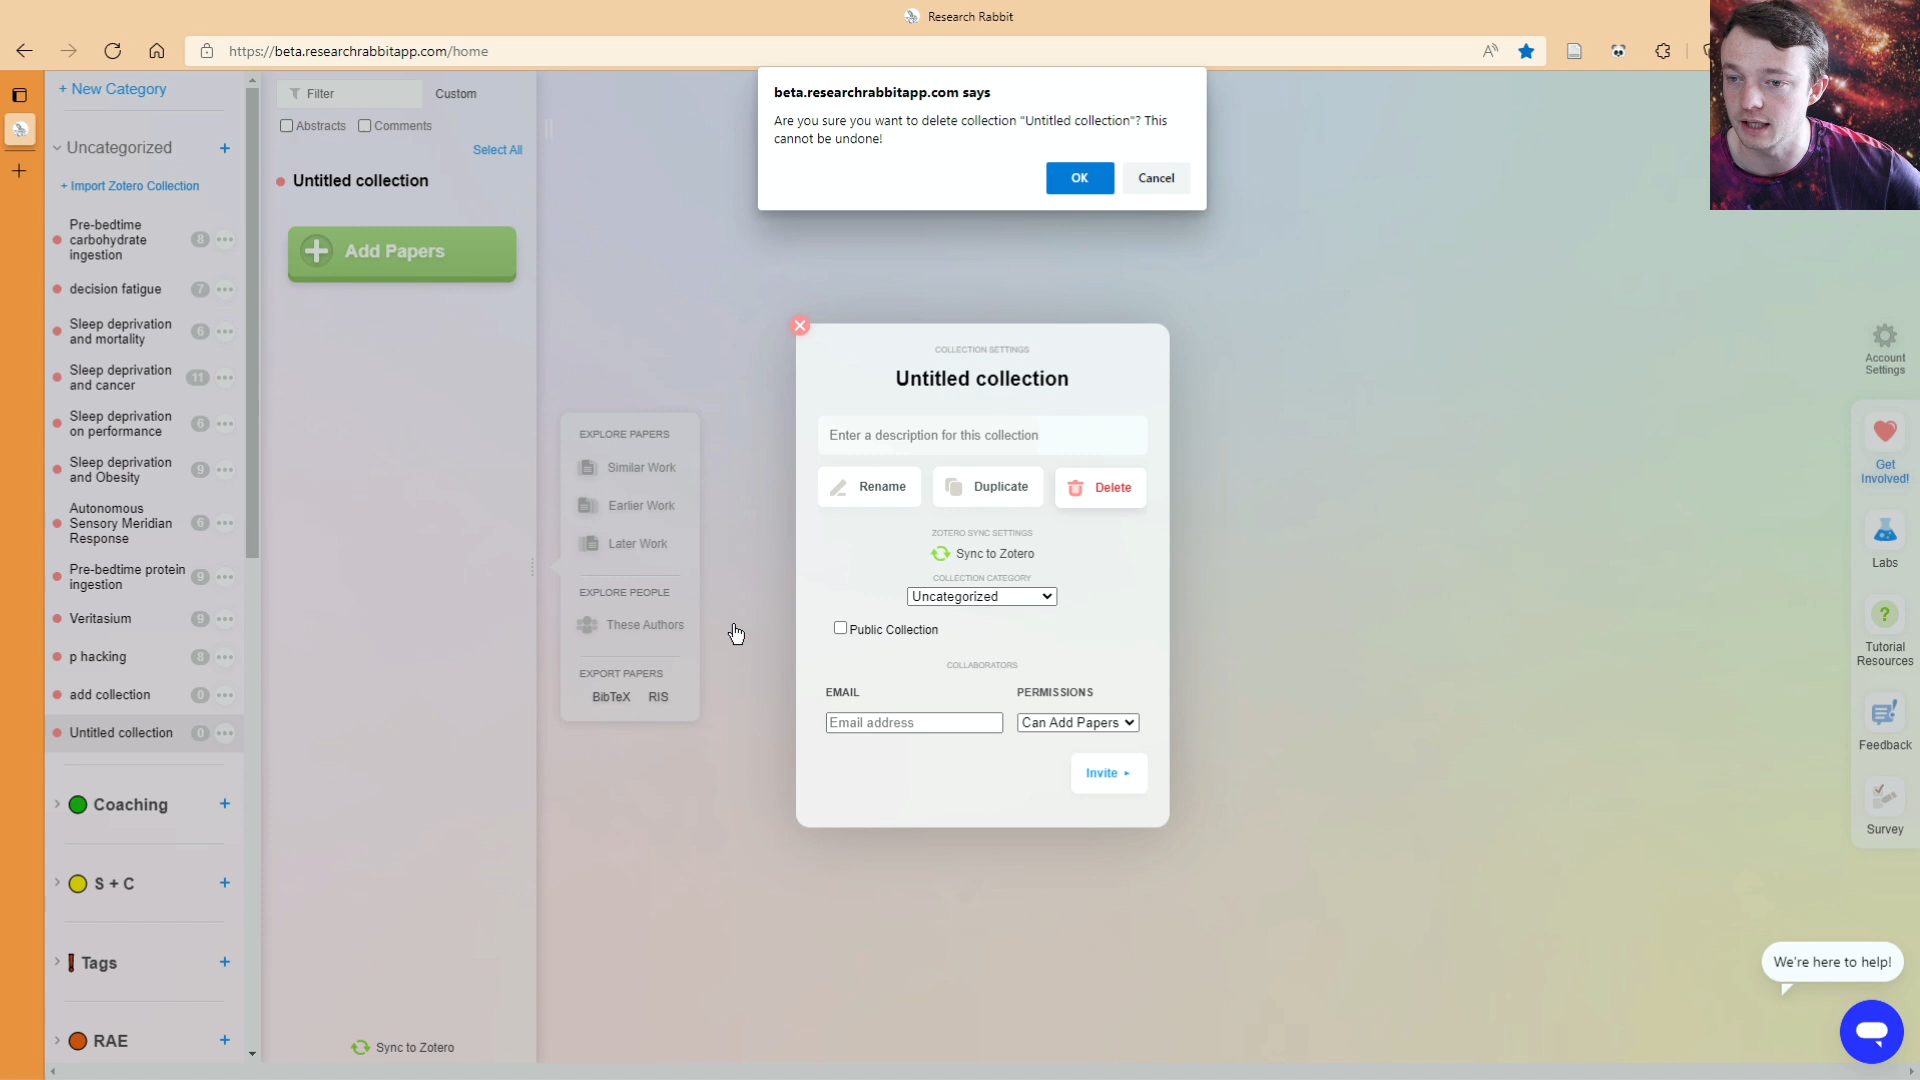 Research Rabbit
https://beta.researchrabbitapp.com/home
+ New Category
Uncategorized +
+ Import Zotero Collection
Pre-bedtime
carbohydrate
ingestion
8
decision fatigue 7
Sleep deprivation
and mortality
6
Sleep deprivation
and cancer
11
Sleep deprivation
on performance
6
Sleep deprivation
and Obesity
9
Autonomous
Sensory Meridian
Response
6
Pre-bedtime protein
ingestion
9
Veritasium 9
p hacking 8
add collection 0
Untitled collection 0
Coaching +
S + C +
Tags +
RAE +
Filter
Custom
Abstracts
Comments
Select All
Untitled collection
Add Papers
Sync to Zotero
EXPLORE PAPERS
Similar Work
Earlier Work
Later Work
EXPLORE PEOPLE
These Authors
EXPORT PAPERS
BibTeX RIS
beta.researchrabbitapp.com says
Are you sure you want to delete collection "Untitled collection"? This
cannot be undone!
OK
Cancel
COLLECTION SETTINGS
Untitled collection
Enter a description for this collection
Rename
Duplicate
Delete
ZOTERO SYNC SETTINGS
Sync to Zotero
COLLECTION CATEGORY
Uncategorized
Public Collection
COLLABORATORS
EMAIL
PERMISSIONS
Email address
Can Add Papers
Invite
Account
Settings
Get
Involved!
Labs
?
Tutorial
Resources
Feedback
Survey
We're here to help!